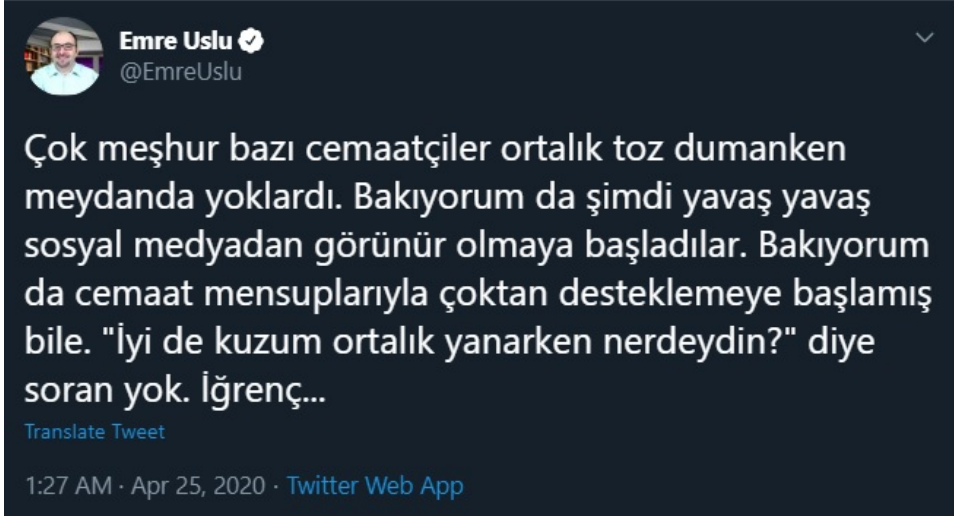 Emre Uslu
@EmreUslu
Çok meşhur bazı cemaatçiler ortalık toz dumanken
meydanda yoklardı. Bakıyorum da şimdi yavaş yavaş
sosyal medyadan görünür olmaya başladılar. Bakıyorum
da cemaat mensuplarıyla çoktan desteklemeye başlamış
bile. "İyi de kuzum ortalık yanarken nerdeydin?" diye
soran yok. İğrenç...
Translate Tweet
1:27 AM · Apr 25, 2020 · Twitter Web App